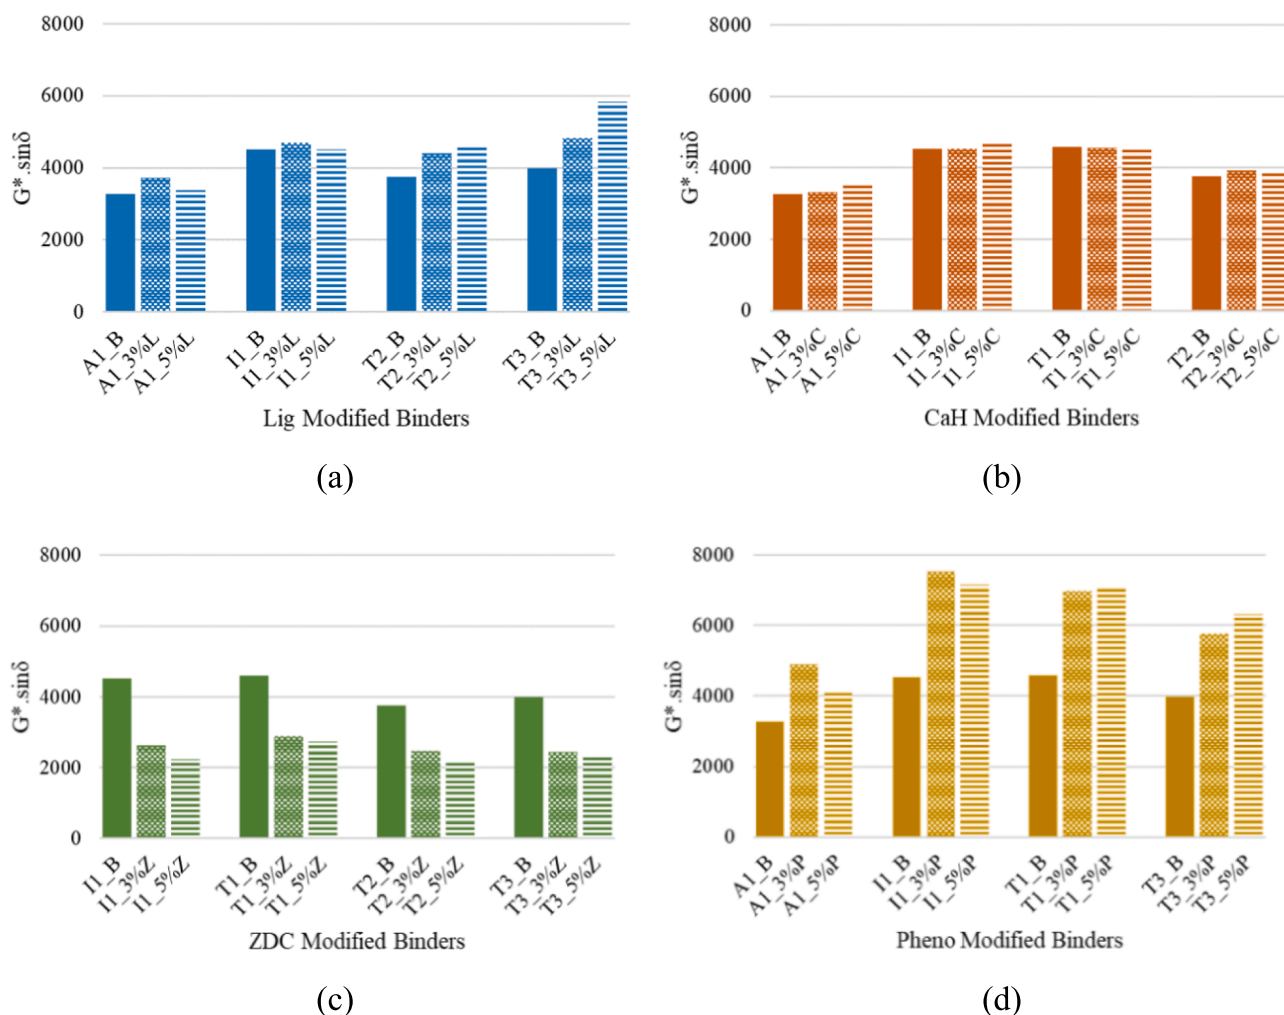 8000
6000
4000
2000
0
G*.sinδ
A1_B
A1_3%L
A1_5%L
I1_B
I1_3%L
I1_5%L
T2_B
T2_3%L
T2_5%L
T3_B
T3_3%L
T3_5%L
Lig Modified Binders
(a)
8000
6000
4000
2000
0
G*.sinδ
A1_B
A1_3%C
A1_5%C
I1_B
I1_3%C
I1_5%C
T1_B
T1_3%C
T1_5%C
T2_B
T2_3%C
T2_5%C
CaH Modified Binders
(b)
8000
6000
4000
2000
0
G*.sinδ
I1_B
I1_3%Z
I1_5%Z
T1_B
T1_3%Z
T1_5%Z
T2_B
T2_3%Z
T2_5%Z
T3_B
T3_3%Z
T3_5%Z
ZDC Modified Binders
(c)
8000
6000
4000
2000
0
G*.sinδ
A1_B
A1_3%P
A1_5%P
I1_B
I1_3%P
I1_5%P
T1_B
T1_3%P
T1_5%P
T3_B
T3_3%P
T3_5%P
Pheno Modified Binders
(d)